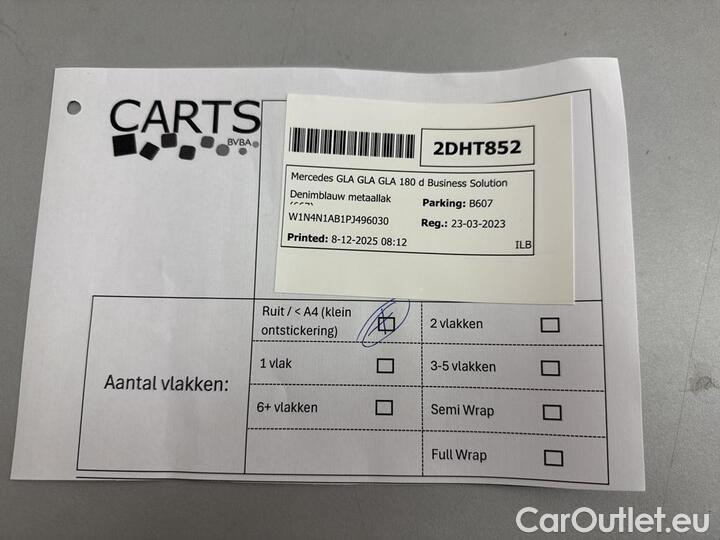 CARTS
BVBA
2DHT852
Mercedes GLA GLA GLA 180 d Business Solution
Denimblauw metaallak
Parking: B607
W1N4N1AB1PJ496030
Reg.: 23-03-2023
Printed: 8-12-2025 08:12
ILB
Aantal vlakken:
Ruit / < A4 (klein
ontstickering)
2 vlakken
1 vlak
3-5 vlakken
6+ vlakken
Semi Wrap
Full Wrap
CarOutlet.eu